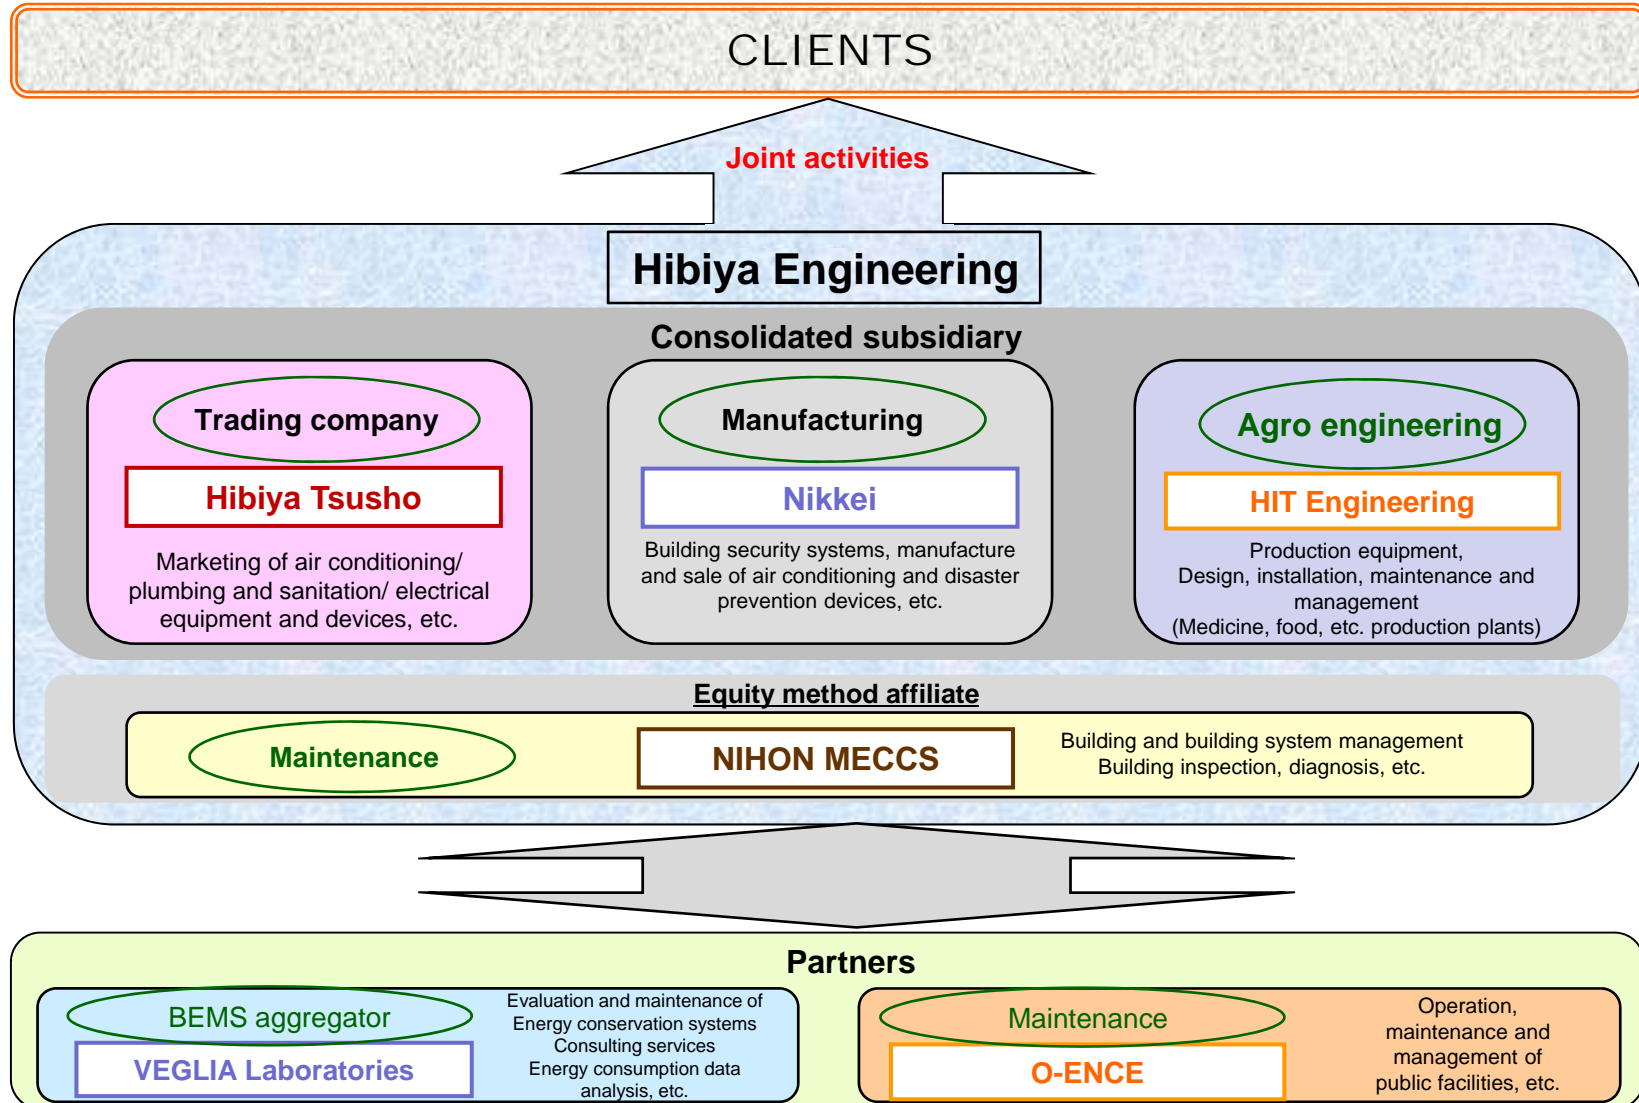 CLIENTS
Joint activities
Hibiya Engineering
Consolidated subsidiary
Trading company
Hibiya Tsusho
Marketing of air conditioning/
plumbing and sanitation/ electrical
equipment and devices, etc.
Manufacturing
Nikkei
Building security systems, manufacture
and sale of air conditioning and disaster
prevention devices, etc.
Agro engineering
HIT Engineering
Production equipment,
Design, installation, maintenance and
management
(Medicine, food, etc. production plants)
Equity method affiliate
Maintenance
NIHON MECCS
Building and building system management
Building inspection, diagnosis, etc.
Partners
BEMS aggregator
VEGLIA Laboratories
Evaluation and maintenance of
Energy conservation systems
Consulting services
Energy consumption data
analysis, etc.
Maintenance
O-ENCE
Operation,
maintenance and
management of
public facilities, etc.